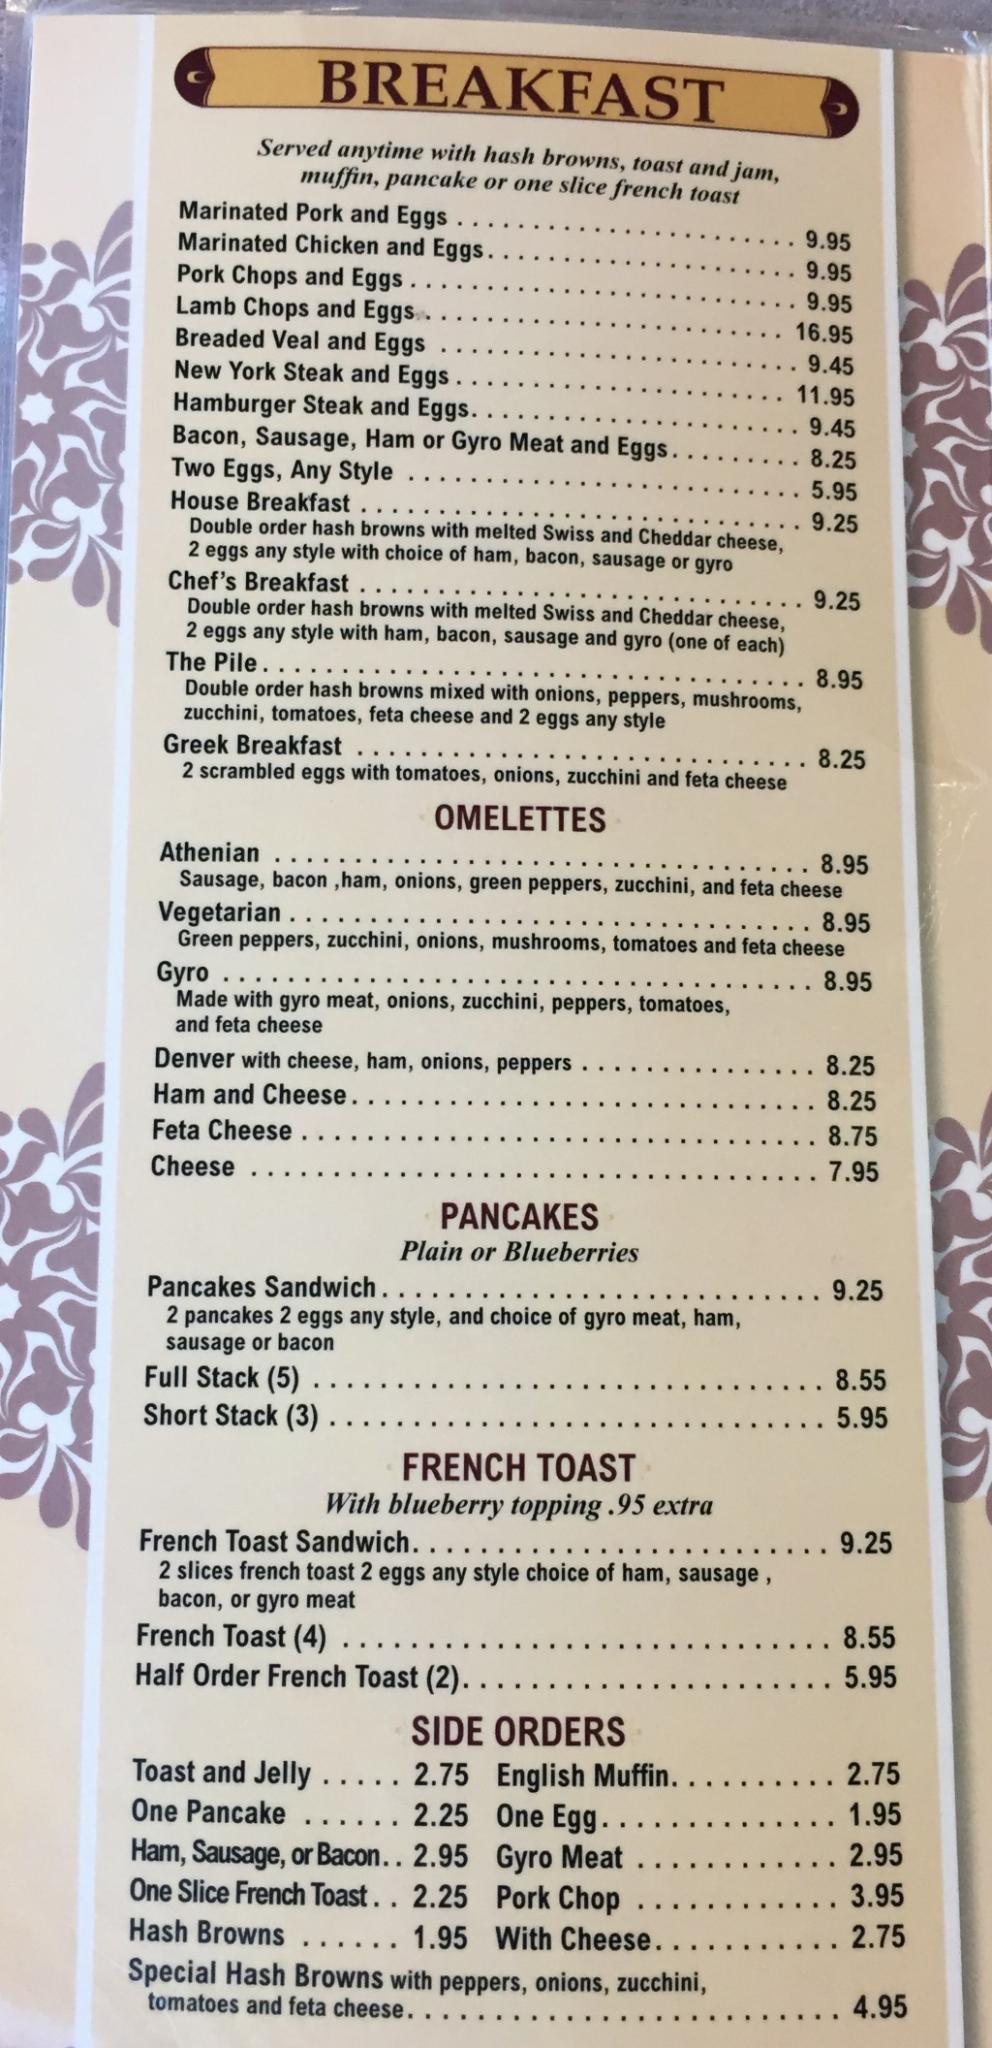 BREAKFAST
Served anytime with hash browns, toast and jam,
muffin, pancake or one slice french toast
Marinated Pork and Eggs . . . . . . . . . . . . . . . . . . . . . . 9.95
Marinated Chicken and Eggs . . . . . . . . . . . . . . . . . . . . 9.95
Pork Chops and Eggs . . . . . . . . . . . . . . . . . . . . . . . . 9.95
Lamb Chops and Eggs . . . . . . . . . . . . . . . . . . . . . . . 16.95
Breaded Veal and Eggs . . . . . . . . . . . . . . . . . . . . . . . 9.45
New York Steak and Eggs . . . . . . . . . . . . . . . . . . . . . 11.95
Hamburger Steak and Eggs . . . . . . . . . . . . . . . . . . . . . 9.45
Bacon, Sausage, Ham or Gyro Meat and Eggs . . . . . . . . . 8.25
Two Eggs, Any Style . . . . . . . . . . . . . . . . . . . . . . . . . 5.95
House Breakfast . . . . . . . . . . . . . . . . . . . . . . . . . . . . 9.25
Double order hash browns with melted Swiss and Cheddar cheese,
2 eggs any style with choice of ham, bacon, sausage or gyro
Chef's Breakfast . . . . . . . . . . . . . . . . . . . . . . . . . . . . 9.25
Double order hash browns with melted Swiss and Cheddar cheese,
2 eggs any style with ham, bacon, sausage and gyro (one of each)
The Pile . . . . . . . . . . . . . . . . . . . . . . . . . . . . . . . . . . 8.95
Double order hash browns mixed with onions, peppers, mushrooms,
zucchini, tomatoes, feta cheese and 2 eggs any style
Greek Breakfast . . . . . . . . . . . . . . . . . . . . . . . . . . . . 8.25
2 scrambled eggs with tomatoes, onions, zucchini and feta cheese
OMELETTES
Athenian . . . . . . . . . . . . . . . . . . . . . . . . . . . . . . . . . 8.95
Sausage, bacon ,ham, onions, green peppers, zucchini, and feta cheese
Vegetarian . . . . . . . . . . . . . . . . . . . . . . . . . . . . . . . . 8.95
Green peppers, zucchini, onions, mushrooms, tomatoes and feta cheese
Gyro . . . . . . . . . . . . . . . . . . . . . . . . . . . . . . . . . . . . 8.95
Made with gyro meat, onions, zucchini, peppers, tomatoes,
and feta cheese
Denver with cheese, ham, onions, peppers . . . . . . . . . . . . . . . 8.25
Ham and Cheese . . . . . . . . . . . . . . . . . . . . . . . . . . . . . 8.25
Feta Cheese . . . . . . . . . . . . . . . . . . . . . . . . . . . . . . . . 8.75
Cheese . . . . . . . . . . . . . . . . . . . . . . . . . . . . . . . . . . . 7.95
PANCAKES
Plain or Blueberries
Pancakes Sandwich . . . . . . . . . . . . . . . . . . . . . . . . . . . 9.25
2 pancakes 2 eggs any style, and choice of gyro meat, ham,
sausage or bacon
Full Stack (5) . . . . . . . . . . . . . . . . . . . . . . . . . . . . . . . 8.55
Short Stack (3) . . . . . . . . . . . . . . . . . . . . . . . . . . . . . . 5.95
FRENCH TOAST
With blueberry topping .95 extra
French Toast Sandwich . . . . . . . . . . . . . . . . . . . . . . . . 9.25
2 slices french toast 2 eggs any style choice of ham, sausage ,
bacon, or gyro meat
French Toast (4) . . . . . . . . . . . . . . . . . . . . . . . . . . . . . 8.55
Half Order French Toast (2) . . . . . . . . . . . . . . . . . . . . . . 5.95
SIDE ORDERS
Toast and Jelly . . . . . 2.75 English Muffin . . . . . . . . . . 2.75
One Pancake . . . . . . 2.25 One Egg . . . . . . . . . . . . . . 1.95
Ham, Sausage, or Bacon . . 2.95 Gyro Meat . . . . . . . . . . . . 2.95
One Slice French Toast . . 2.25 Pork Chop . . . . . . . . . . . . 3.95
Hash Browns . . . . . . 1.95 With Cheese . . . . . . . . . . . 2.75
Special Hash Browns with peppers, onions, zucchini,
tomatoes and feta cheese . . . . . . . . . . . . . . . . . . . . . . . . . . 4.95